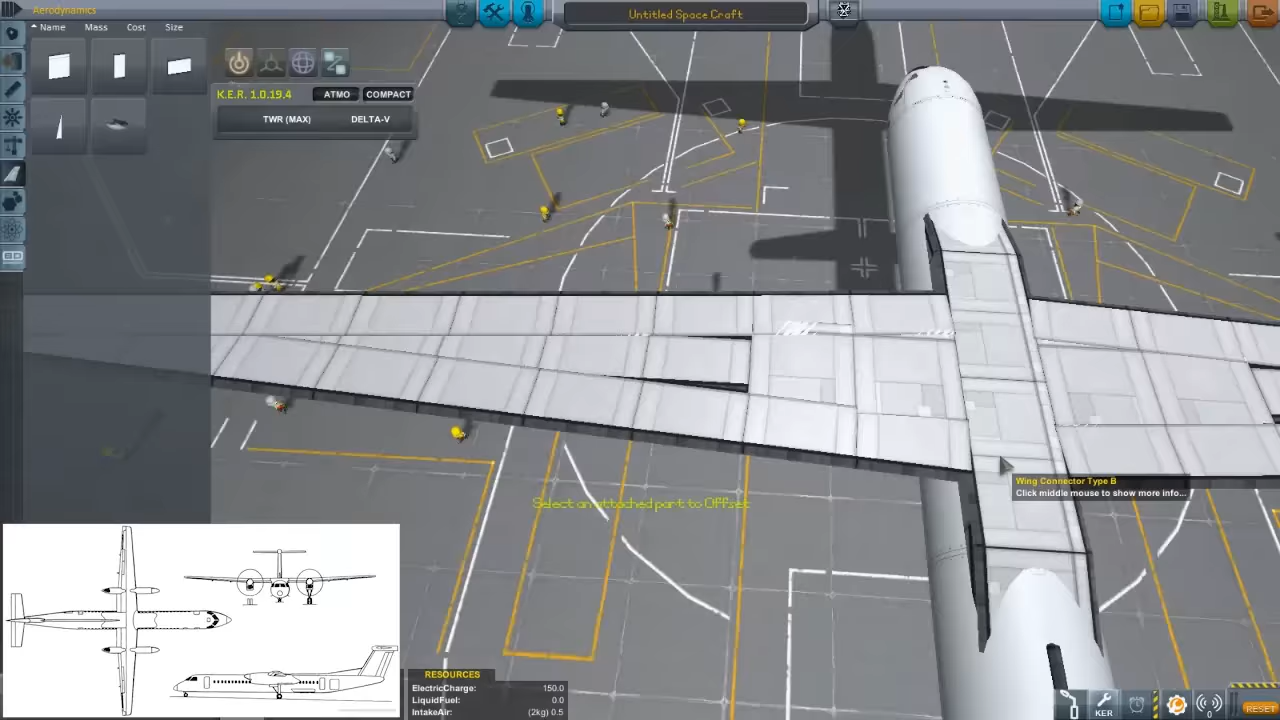 Aerodynamics
Untitled Space Craft
Name Mass Cost Size
K.E.R. 1.0.19.4 ATMO COMPACT
TWR (MAX) DELTA-V
Wing Connector Type B
Click middle mouse to show more info...
Select an attached part to Offset
RESOURCES
ElectricCharge: 150.0
LiquidFuel: 0.0
IntakeAir: (2kg) 0.5
KER
0
RESET